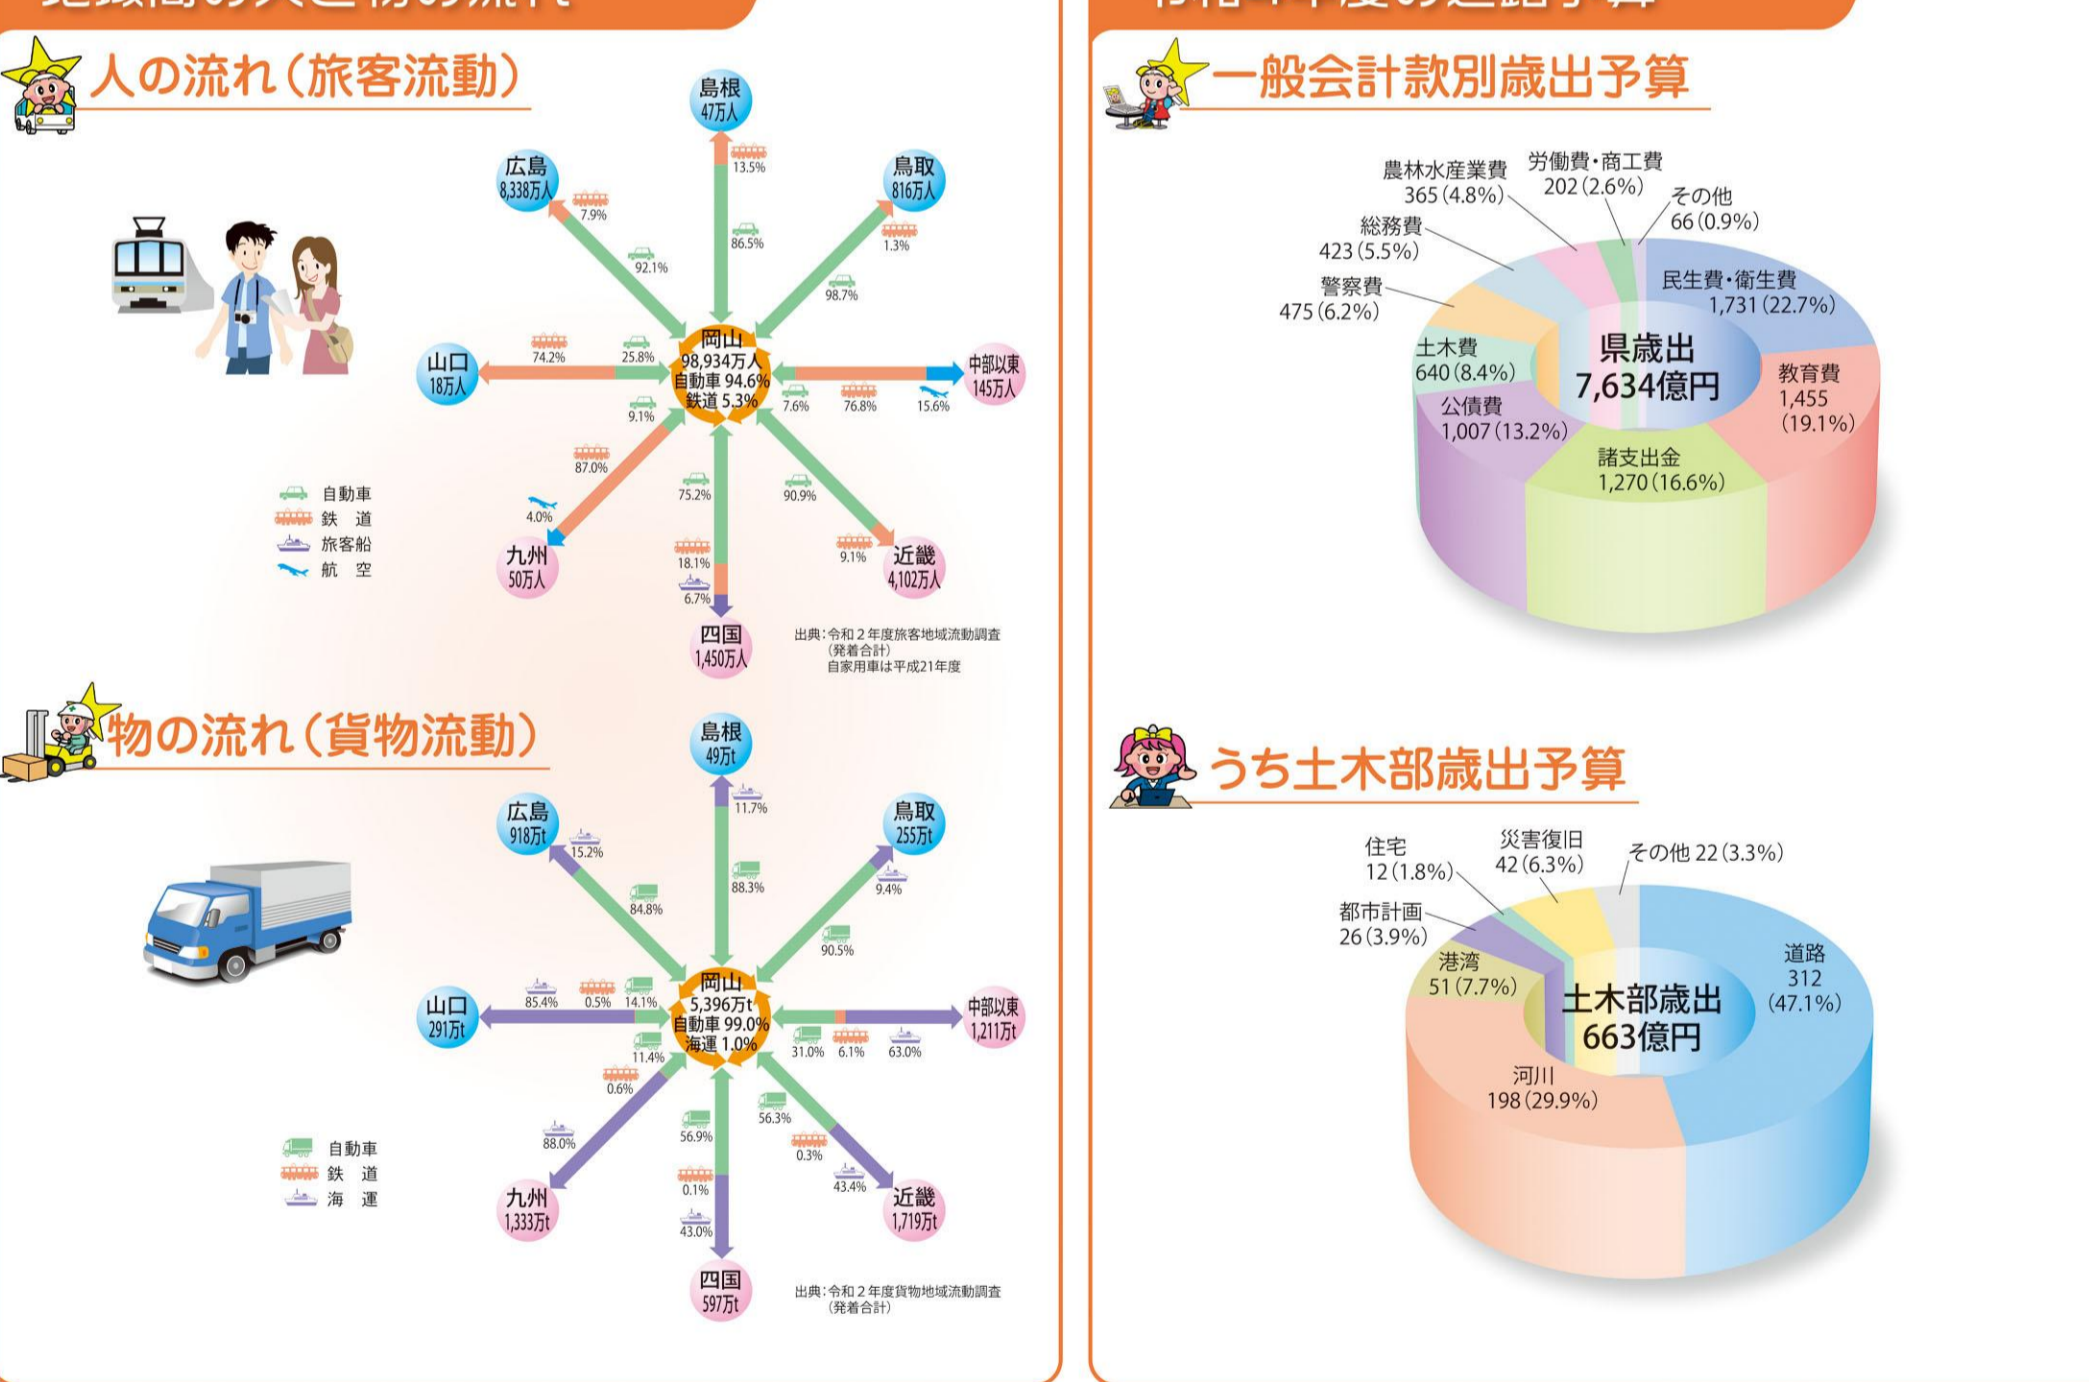 人の流れ（旅客流動）
島根
47万人
13.5%
86.5%
広島
8,338万人
7.9%
92.1%
鳥取
816万人
1.3%
98.7%
山口
18万人
74.2%
25.8%
岡山
98,934万人
自動車 94.6%
鉄道 5.3%
中部以東
145万人
7.6%
76.8%
15.6%
9.1%
87.0%
4.0%
九州
50万人
75.2%
18.1%
6.7%
四国
1,450万人
90.9%
9.1%
近畿
4,102万人
自動車
鉄　道
旅客船
航　空
出典：令和２年度旅客地域流動調査
（発着合計）
自家用車は平成21年度
物の流れ（貨物流動）
島根
49万t
11.7%
88.3%
広島
918万t
15.2%
84.8%
鳥取
255万t
9.4%
90.5%
山口
291万t
85.4%
0.5%
14.1%
岡山
5,396万t
自動車 99.0%
海運 1.0%
中部以東
1,211万t
31.0%
6.1%
63.0%
11.4%
0.6%
88.0%
九州
1,333万t
56.9%
0.1%
43.0%
四国
597万t
56.3%
0.3%
43.4%
近畿
1,719万t
自動車
鉄　道
海　運
出典：令和２年度貨物地域流動調査
（発着合計）
一般会計款別歳出予算
農林水産業費
365（4.8%）
労働費・商工費
202（2.6%）
その他
66（0.9%）
総務費
423（5.5%）
警察費
475（6.2%）
民生費・衛生費
1,731（22.7%）
土木費
640（8.4%）
県歳出
7,634億円
教育費
1,455
（19.1%）
公債費
1,007（13.2%）
諸支出金
1,270（16.6%）
うち土木部歳出予算
住宅
12（1.8%）
災害復旧
42（6.3%）
その他 22（3.3%）
都市計画
26（3.9%）
港湾
51（7.7%）
道路
312
（47.1%）
土木部歳出
663億円
河川
198（29.9%）